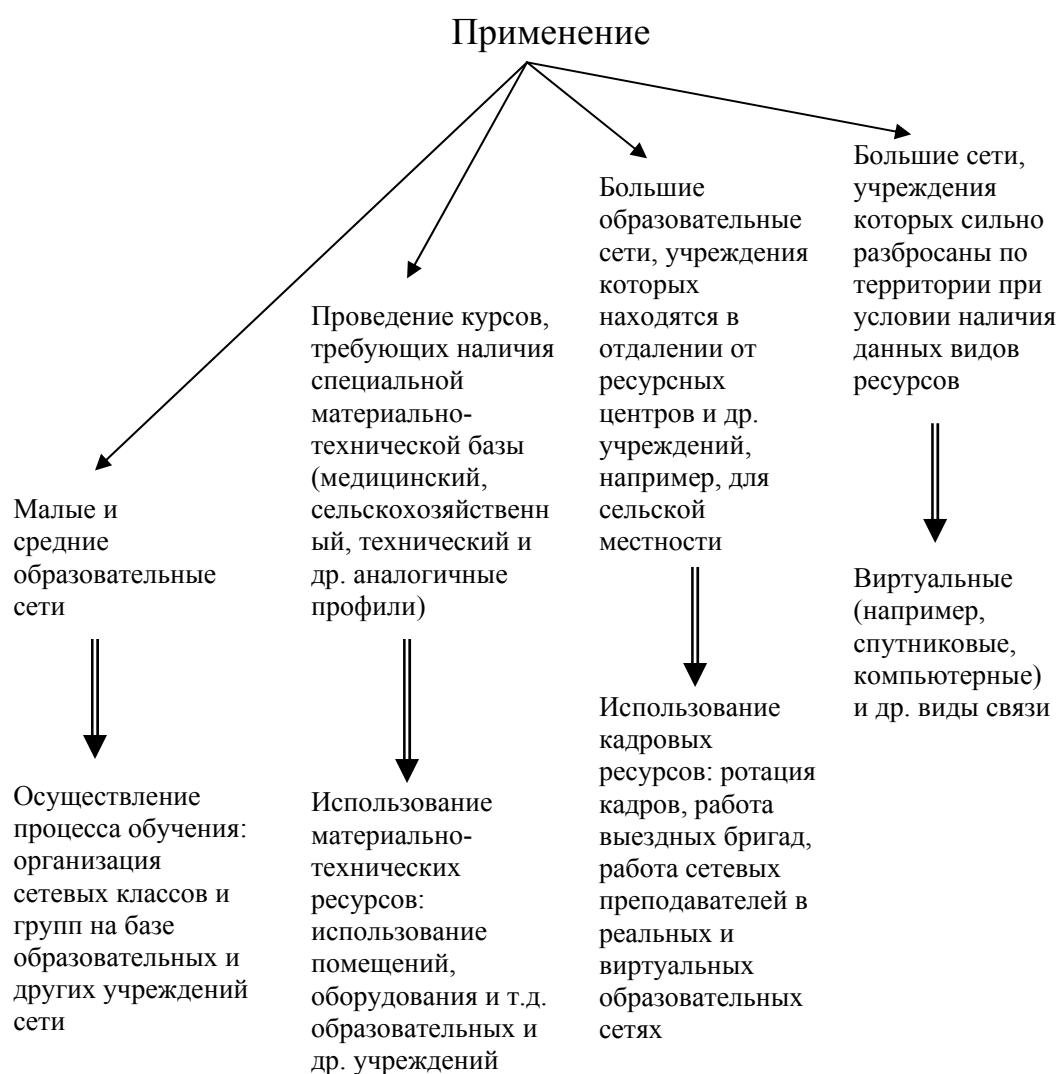 Применение
Малые и
средние
образовательные
сети
Осуществление
процесса обучения:
организация
сетевых классов и
групп на базе
образовательных и
других учреждений
сети
Проведение курсов,
требующих наличия
специальной
материально-
технической базы
(медицинский,
сельскохозяйственн
ый, технический и
др. аналогичные
профили)
Использование
материально-
технических
ресурсов:
использование
помещений,
оборудования и т.д.
образовательных и
др. учреждений
Большие
образовательные
сети, учреждения
которых
находятся в
отдалении от
ресурсных
центров и др.
учреждений,
например, для
сельской
местности
Использование
кадровых
ресурсов: ротация
кадров, работа
выездных бригад,
работа сетевых
преподавателей в
реальных и
виртуальных
образовательных
сетях
Большие сети,
учреждения
которых сильно
разбросаны по
территории при
условии наличия
данных видов
ресурсов
Виртуальные
(например,
спутниковые,
компьютерные)
и др. виды связи